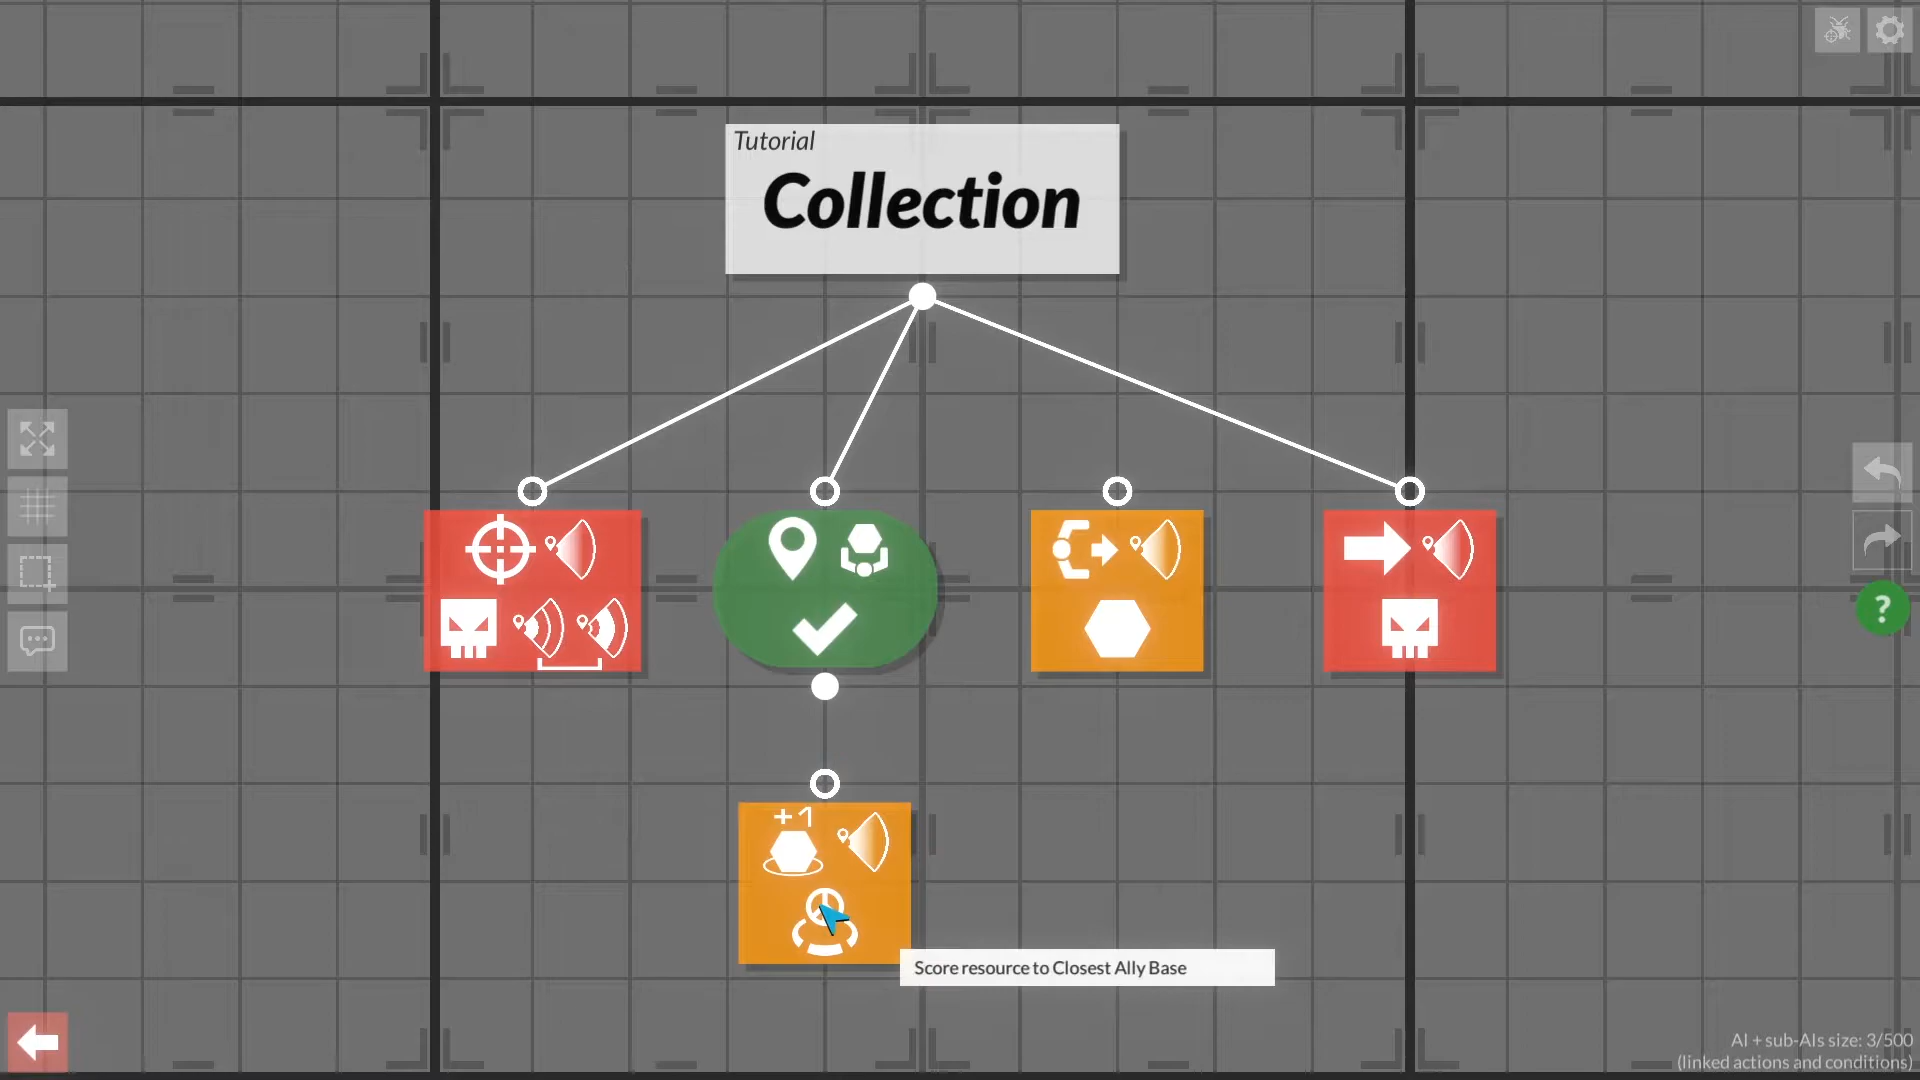 Tutorial
Collection
?
+1
Score resource to Closest Ally Base
AI + sub-AIs size: 3/500
(linked actions and conditions)